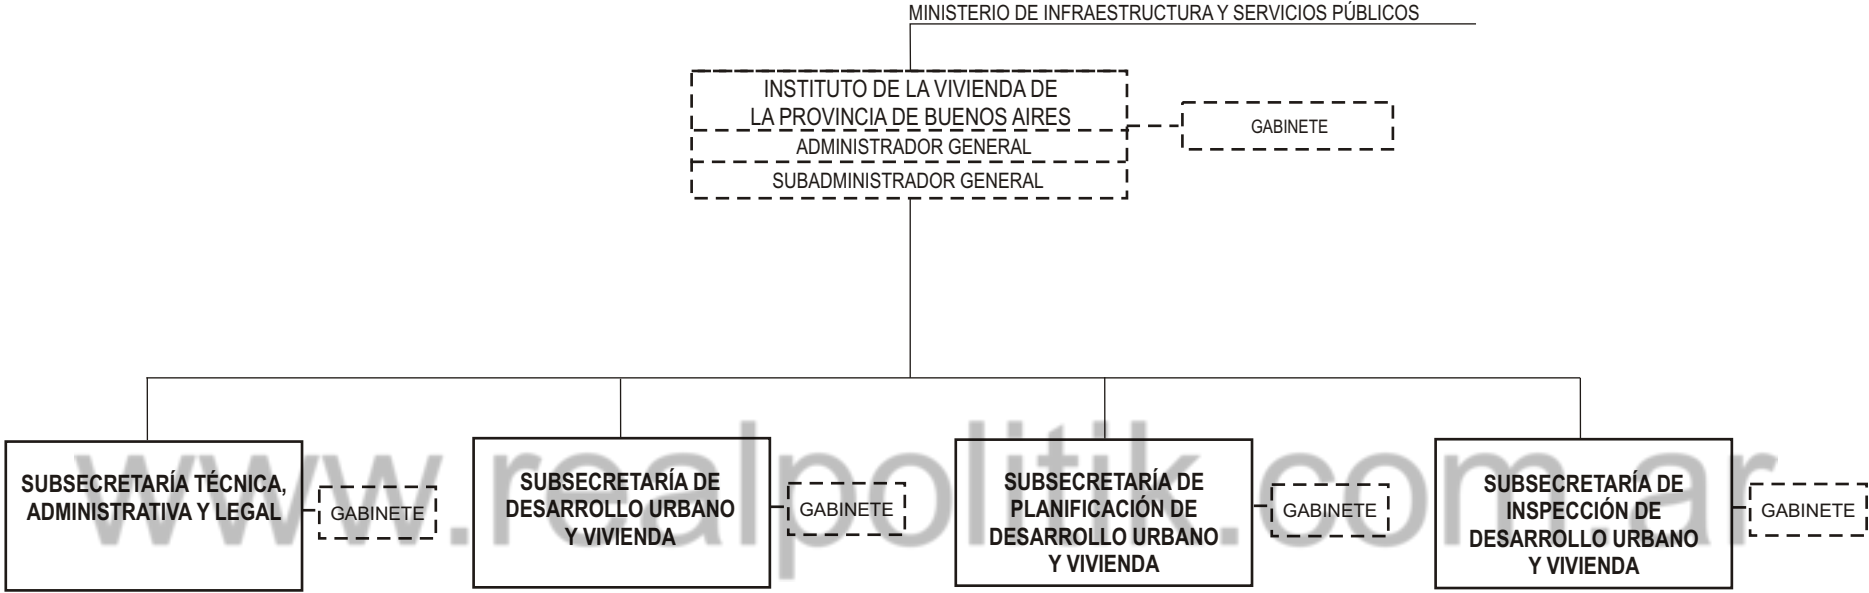 MINISTERIO DE INFRAESTRUCTURA Y SERVICIOS PÚBLICOS
INSTITUTO DE LA VIVIENDA DE
LA PROVINCIA DE BUENOS AIRES
ADMINISTRADOR GENERAL
SUBADMINISTRADOR GENERAL
GABINETE
SUBSECRETARÍA TÉCNICA,
ADMINISTRATIVA Y LEGAL
GABINETE
SUBSECRETARÍA DE
DESARROLLO URBANO
Y VIVIENDA
GABINETE
SUBSECRETARÍA DE
PLANIFICACIÓN DE
DESARROLLO URBANO
Y VIVIENDA
GABINETE
SUBSECRETARÍA DE
INSPECCIÓN DE
DESARROLLO URBANO
Y VIVIENDA
GABINETE
www.realpolitik.com.ar